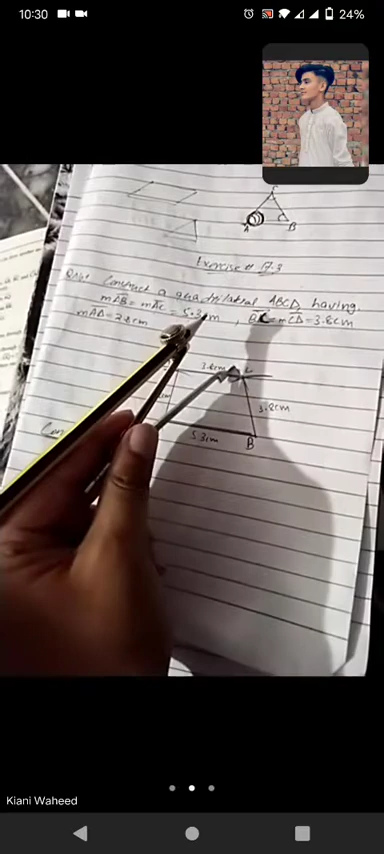 10:30
24%
C
A
B
Exercise # 17.3
Q No1 Construct a quadrilateral ABCD, having
mAB = mAC = 5.3cm , BC = mCD = 3.8cm
mAD = 2.8cm
3.8cm
3.8cm
5.3cm
B
Kiani Waheed